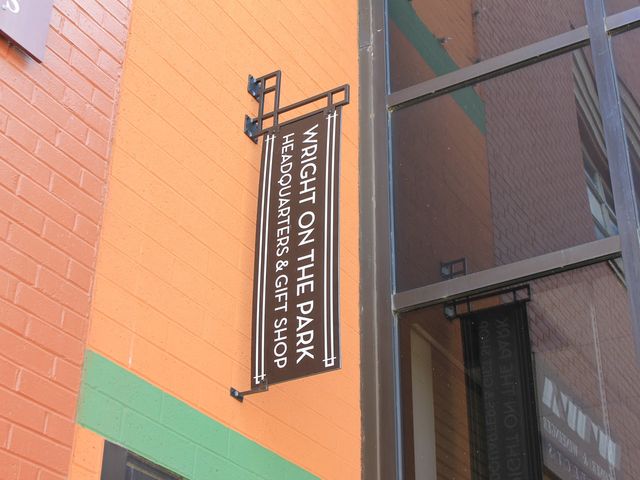 WRIGHT ON THE PARK
HEADQUARTERS & GIFT SHOP